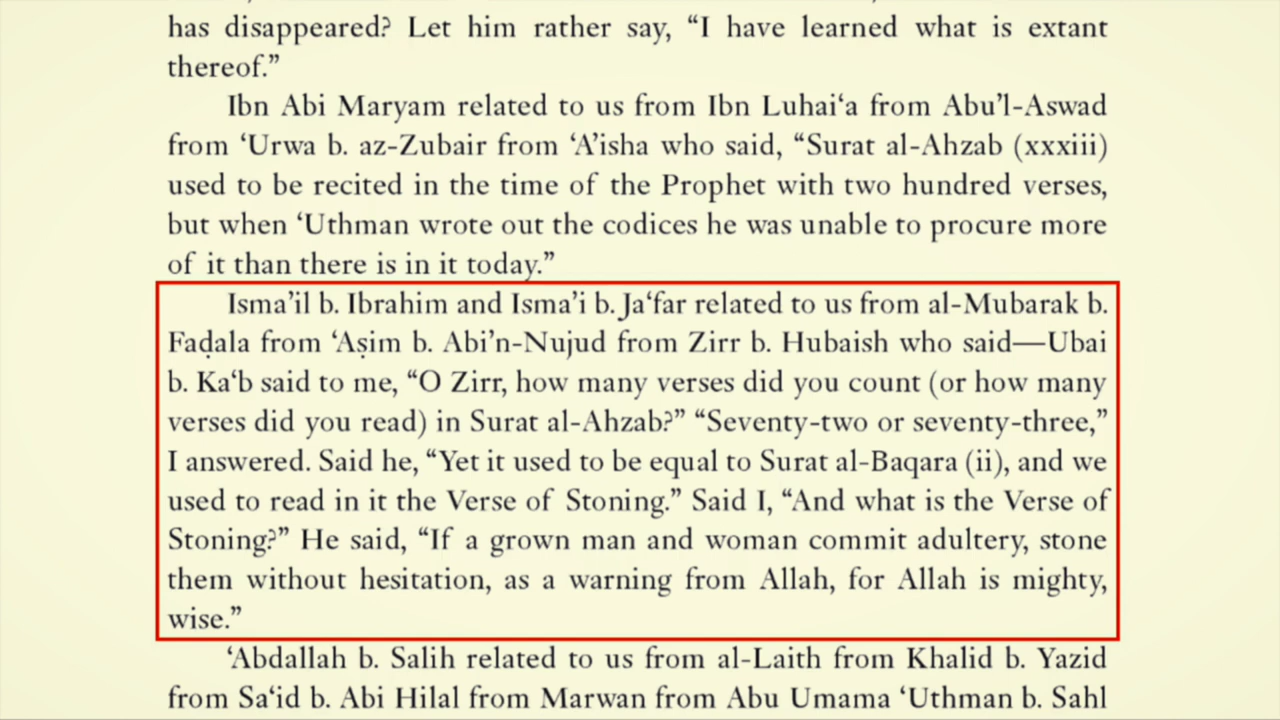 has disappeared? Let him rather say, “I have learned what is extant
thereof.”
Ibn Abi Maryam related to us from Ibn Luhai‘a from Abu’l-Aswad
from ‘Urwa b. az-Zubair from ‘A’isha who said, “Surat al-Ahzab (xxxiii)
used to be recited in the time of the Prophet with two hundred verses,
but when ‘Uthman wrote out the codices he was unable to procure more
of it than there is in it today.”
Isma’il b. Ibrahim and Isma’i b. Ja‘far related to us from al-Mubarak b.
Faḍala from ‘Aṣim b. Abi’n-Nujud from Zirr b. Hubaish who said—Ubai
b. Ka‘b said to me, “O Zirr, how many verses did you count (or how many
verses did you read) in Surat al-Ahzab?” “Seventy-two or seventy-three,”
I answered. Said he, “Yet it used to be equal to Surat al-Baqara (ii), and we
used to read in it the Verse of Stoning.” Said I, “And what is the Verse of
Stoning?” He said, “If a grown man and woman commit adultery, stone
them without hesitation, as a warning from Allah, for Allah is mighty,
wise.”
‘Abdallah b. Salih related to us from al-Laith from Khalid b. Yazid
from Sa‘id b. Abi Hilal from Marwan from Abu Umama ‘Uthman b. Sahl